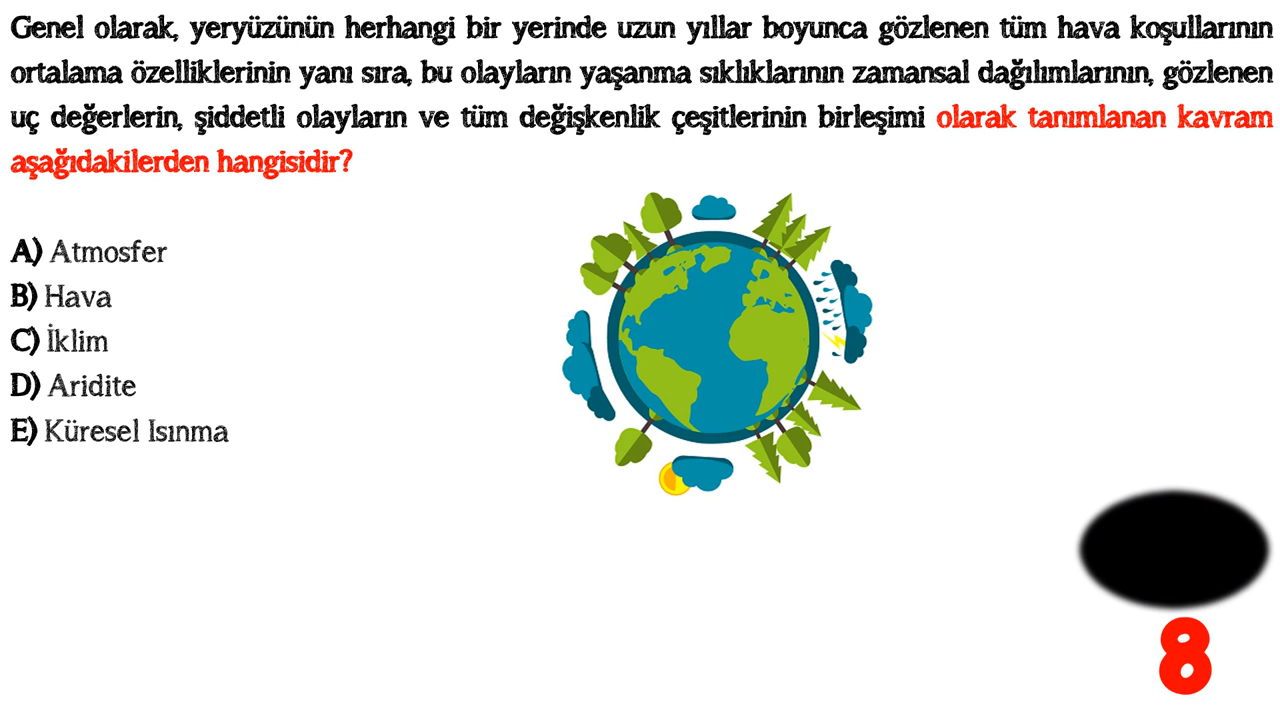 Genel olarak, yeryüzünün herhangi bir yerinde uzun yıllar boyunca gözlenen tüm hava koşullarının
ortalama özelliklerinin yanı sıra, bu olayların yaşanma sıklıklarının zamansal dağılımlarının, gözlenen
uç değerlerin, şiddetli olayların ve tüm değişkenlik çeşitlerinin birleşimi olarak tanımlanan kavram
aşağıdakilerden hangisidir?
A) Atmosfer
B) Hava
C) İklim
D) Aridite
E) Küresel Isınma
8